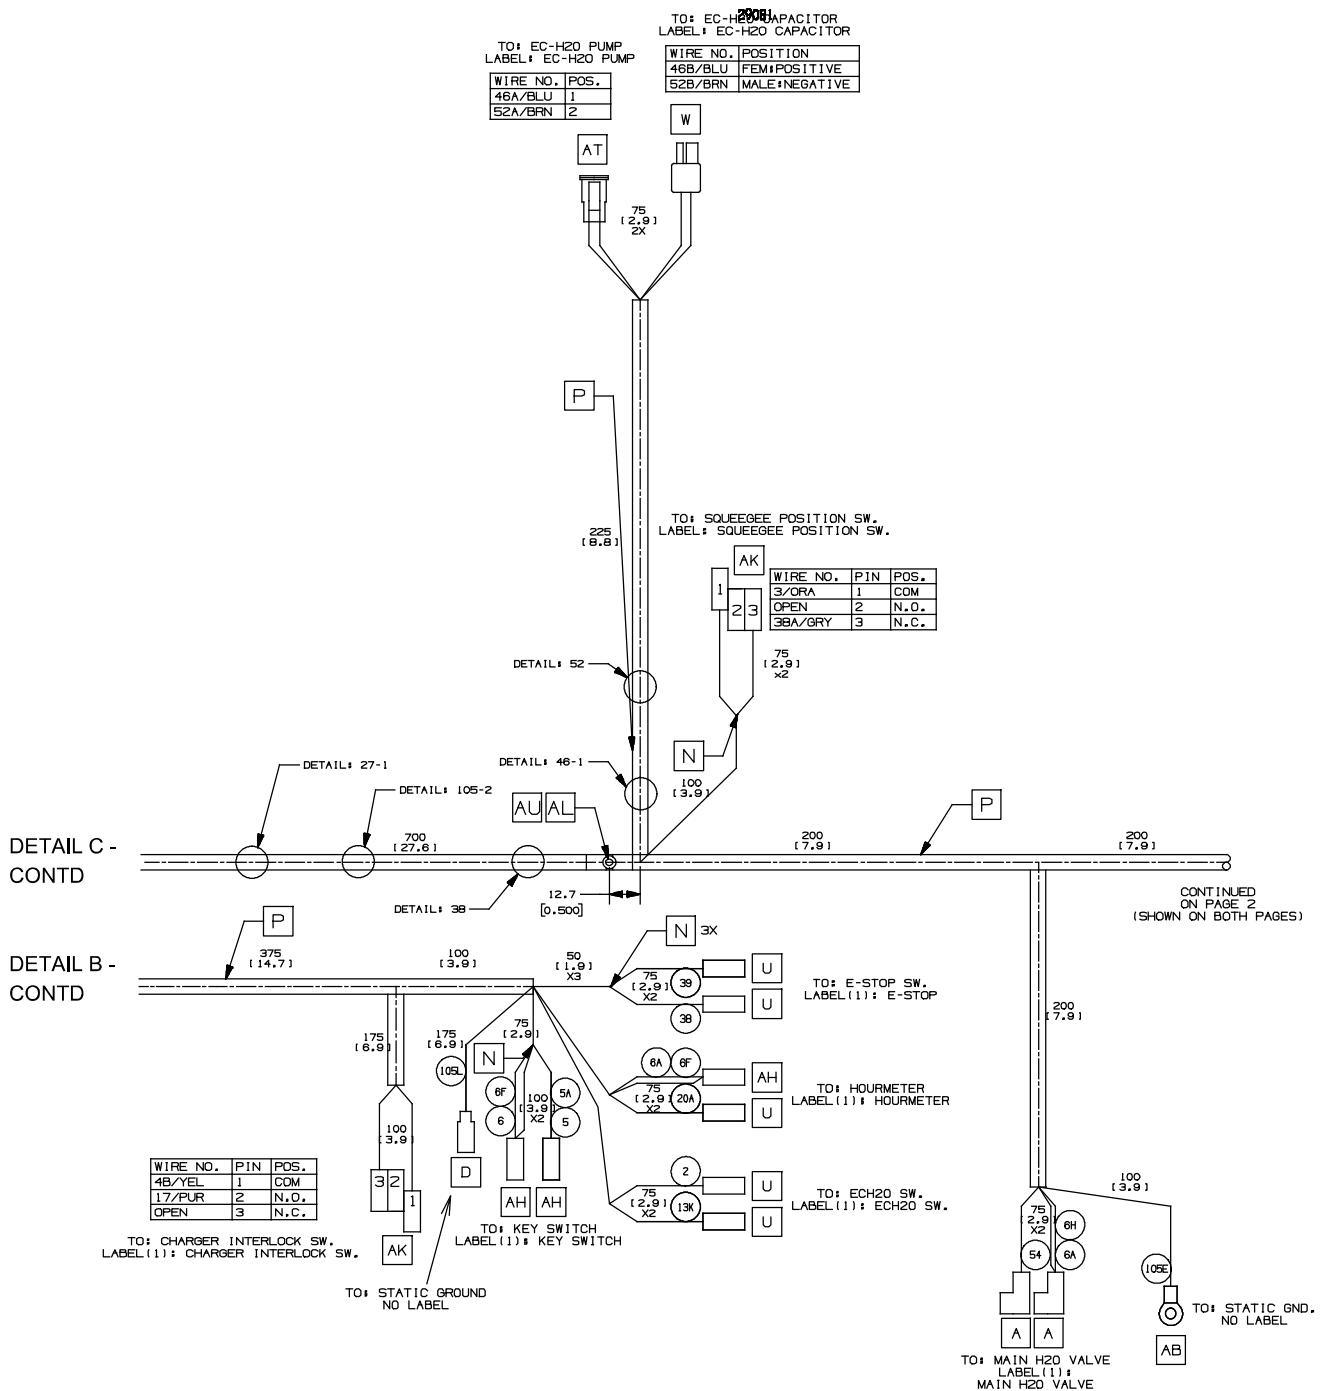 TO: EC-H2O CAPACITOR
LABEL: EC-H2O CAPACITOR
WIRE NO. POSITION
46B/BLU FEM:POSITIVE
52B/BRN MALE:NEGATIVE
W
TO: EC-H2O PUMP
LABEL: EC-H2O PUMP
WIRE NO. POS.
46A/BLU 1
52A/BRN 2
AT
75
[2.9]
2X
P
225
[8.8]
TO: SQUEEGEE POSITION SW.
LABEL: SQUEEGEE POSITION SW.
AK
1
2 3
WIRE NO. PIN POS.
3/ORA 1 COM
OPEN 2 N.O.
38A/GRY 3 N.C.
75
[2.9]
x2
DETAIL: 52
N
100
[3.9]
DETAIL: 46-1
DETAIL: 27-1
DETAIL: 105-2
AU AL
P
DETAIL C -
CONTD
700
[27.6]
200
[7.9]
200
[7.9]
12.7
[0.500]
DETAIL: 38
CONTINUED
ON PAGE 2
(SHOWN ON BOTH PAGES)
P
DETAIL B -
CONTD
375
[14.7]
100
[3.9]
50
[1.9]
X3
N 3X
75
[2.9]
X2
39
U
38
U
TO: E-STOP SW.
LABEL(1): E-STOP
175
[6.9]
175
[6.9]
75
[2.9]
N
105L
6F
6
100
[3.9]
X2
5A
5
6A 6F
AH
75
[2.9]
X2
20A
U
TO: HOURMETER
LABEL(1): HOURMETER
200
[7.9]
100
[3.9]
3 2
1
AK
D
AH AH
2
U
75
[2.9]
X2
13K
U
TO: ECH2O SW.
LABEL(1): ECH2O SW.
WIRE NO. PIN POS.
4B/YEL 1 COM
17/PUR 2 N.O.
OPEN 3 N.C.
TO: CHARGER INTERLOCK SW.
LABEL(1): CHARGER INTERLOCK SW.
TO: KEY SWITCH
LABEL(1): KEY SWITCH
TO: STATIC GROUND
NO LABEL
100
[3.9]
75
[2.9]
X2
54
6H
6A
105E
A A
TO: MAIN H2O VALVE
LABEL(1):
MAIN H2O VALVE
TO: STATIC GND.
NO LABEL
AB